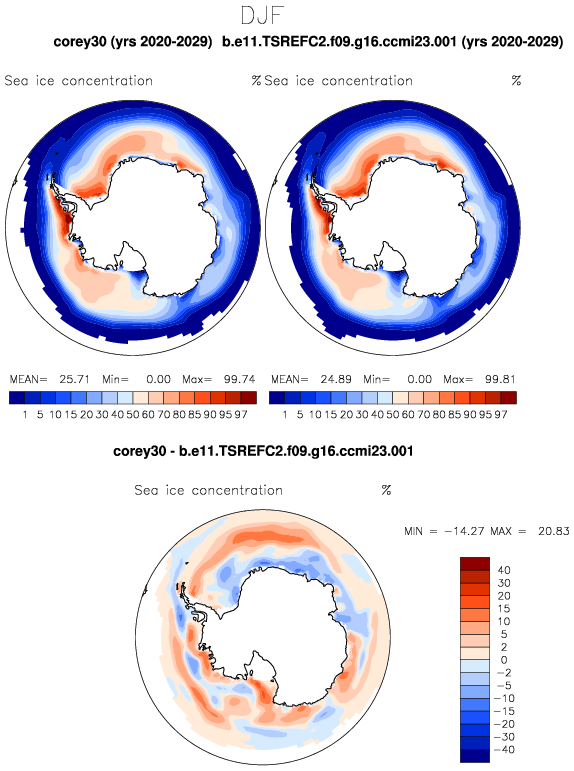 DJF
corey30 (yrs 2020-2029) b.e11.TSREFC2.f09.g16.ccmi23.001 (yrs 2020-2029)
Sea ice concentration % Sea ice concentration %
MEAN= 25.71 Min= 0.00 Max= 99.74 MEAN= 24.89 Min= 0.00 Max= 99.81
1 5 10 15 20 30 40 50 60 70 80 85 90 95 97 1 5 10 15 20 30 40 50 60 70 80 85 90 95 97
corey30 - b.e11.TSREFC2.f09.g16.ccmi23.001
Sea ice concentration %
MIN = −14.27 MAX = 20.83
40
30
20
15
10
5
2
0
−2
−5
−10
−15
−20
−30
−40